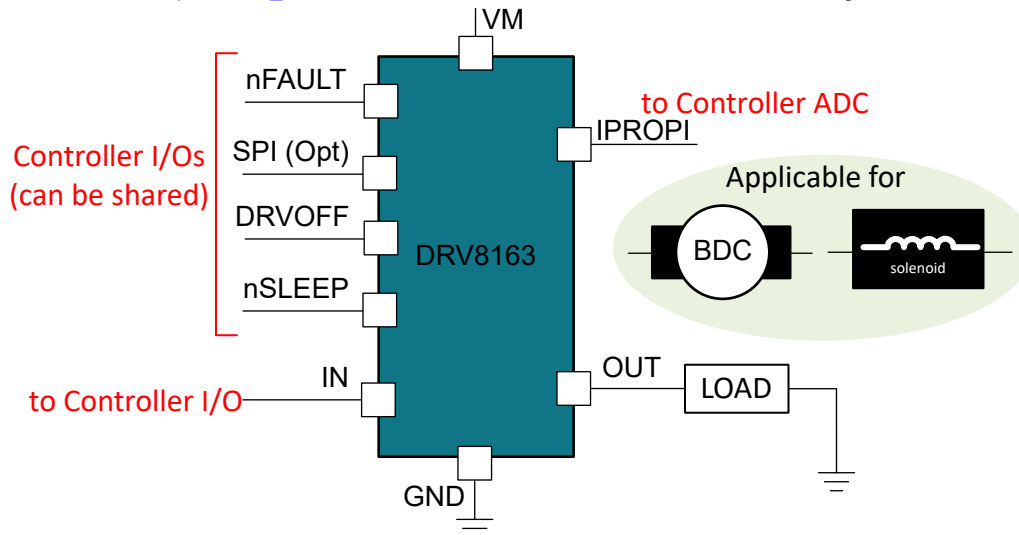 VM
nFAULT
to Controller ADC
IPROPI
Controller I/Os
(can be shared)
SPI (Opt)
Applicable for
DRVOFF
DRV8163
BDC
solenoid
nSLEEP
IN
OUT
to Controller I/O
LOAD
GND